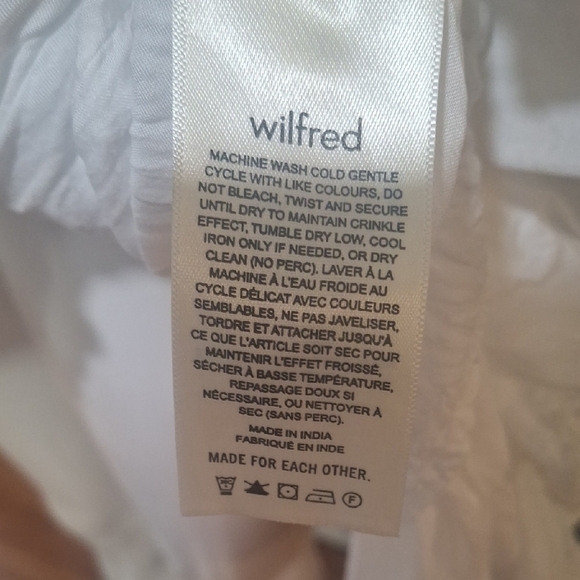 wilfred
MACHINE WASH COLD GENTLE
CYCLE WITH LIKE COLOURS, DO
NOT BLEACH, TWIST AND SECURE
UNTIL DRY TO MAINTAIN CRINKLE
EFFECT, TUMBLE DRY LOW, COOL
IRON ONLY IF NEEDED, OR DRY
CLEAN (NO PERC). LAVER À LA
MACHINE À L'EAU FROIDE AU
CYCLE DÉLICAT AVEC COULEURS
SEMBLABLES, NE PAS JAVELISER,
TORDRE ET ATTACHER JUSQU'À
CE QUE L'ARTICLE SOIT SEC POUR
MAINTENIR L'EFFET FROISSÉ,
SÉCHER À BASSE TEMPÉRATURE,
REPASSAGE DOUX SI
NÉCESSAIRE, OU NETTOYER À
SEC (SANS PERC).
MADE IN INDIA
FABRIQUÉ EN INDE
MADE FOR EACH OTHER.
30C F